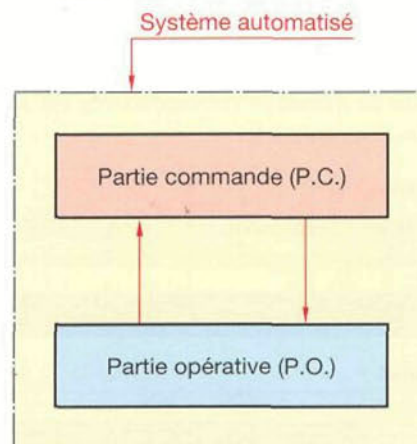 Système automatisé
Partie commande (P.C.)
Partie opérative (P.O.)